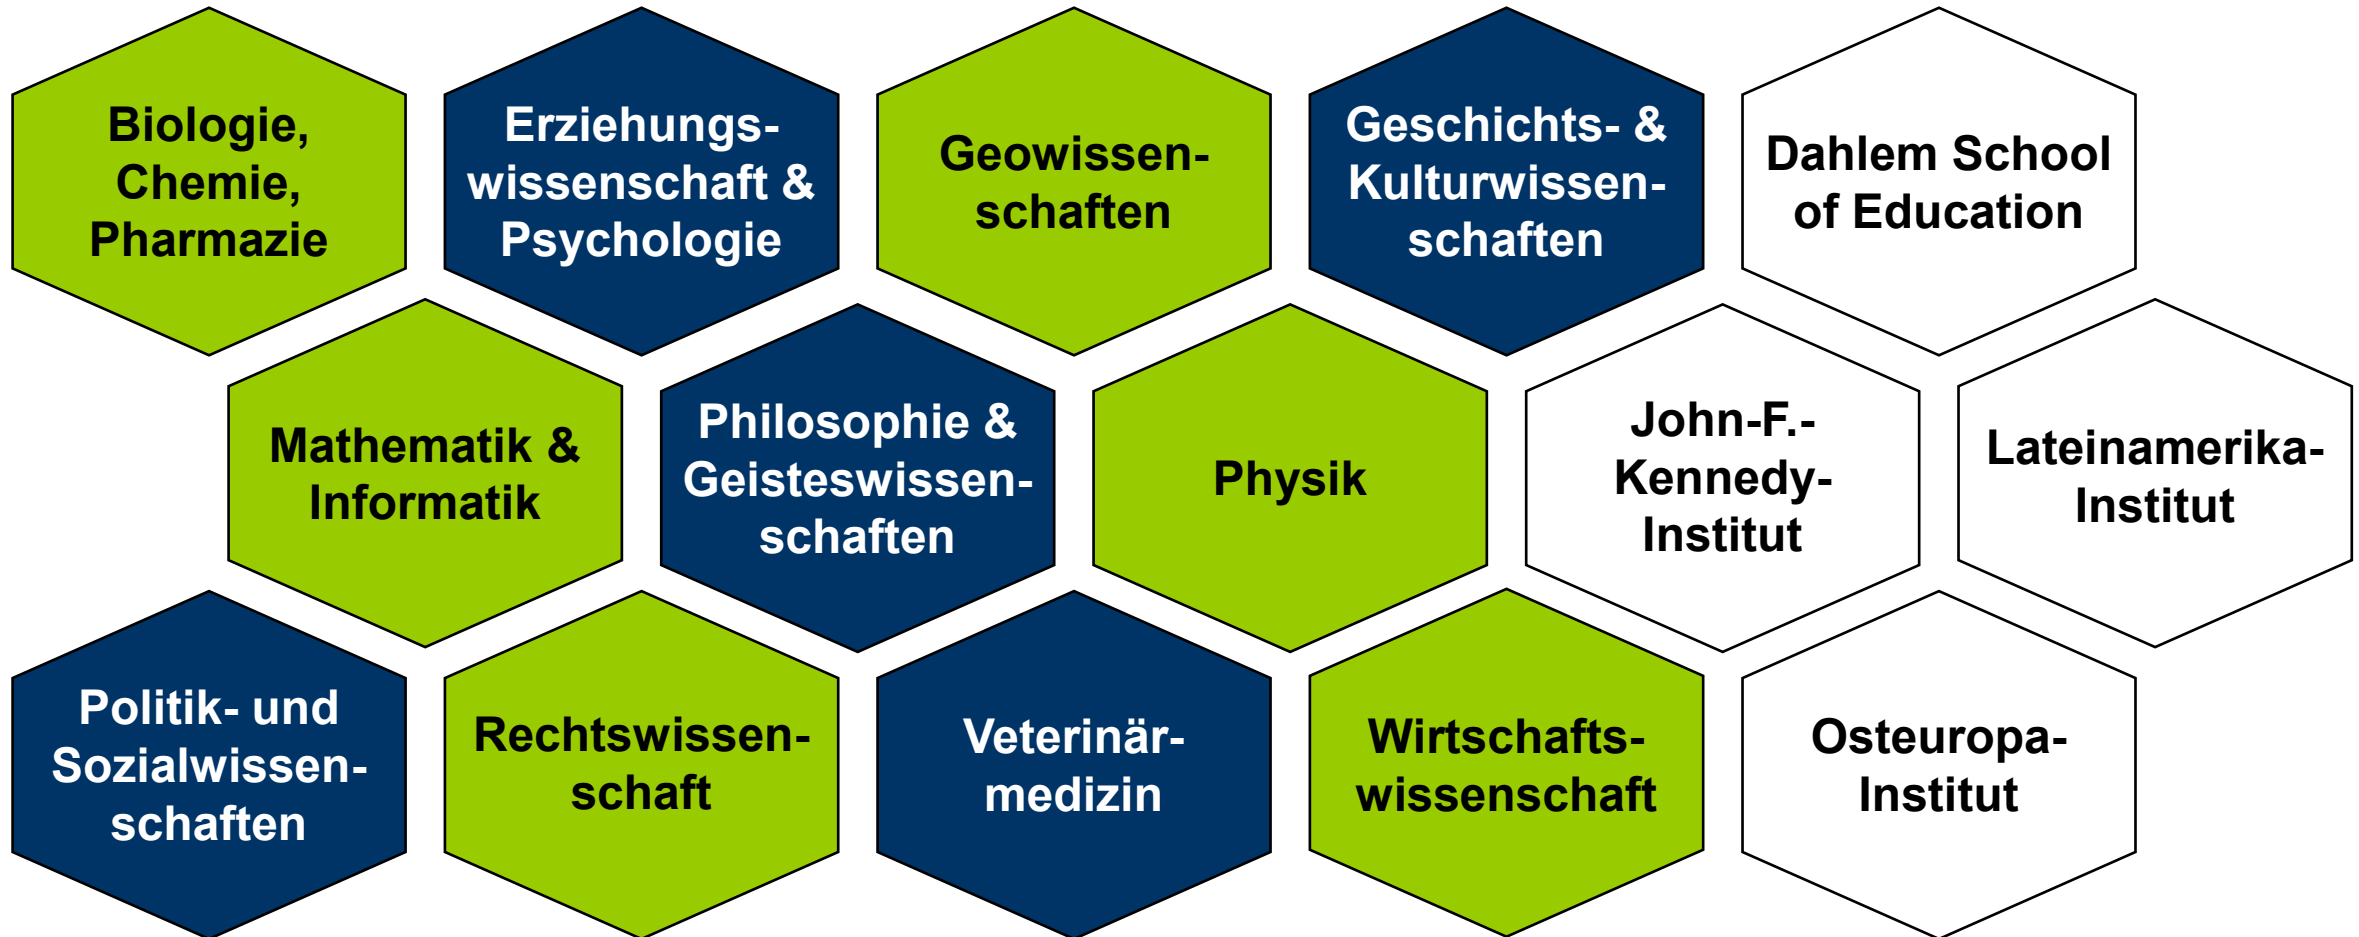 Biologie,
Chemie,
Pharmazie
Erziehungs-
wissenschaft &
Psychologie
Geowissen-
schaften
Geschichts- &
Kulturwissen-
schaften
Dahlem School
of Education
Mathematik &
Informatik
Philosophie &
Geisteswissen-
schaften
Physik
John-F.-
Kennedy-
Institut
Lateinamerika-
Institut
Politik- und
Sozialwissen-
schaften
Rechtswissen-
schaft
Veterinär-
medizin
Wirtschafts-
wissenschaft
Osteuropa-
Institut